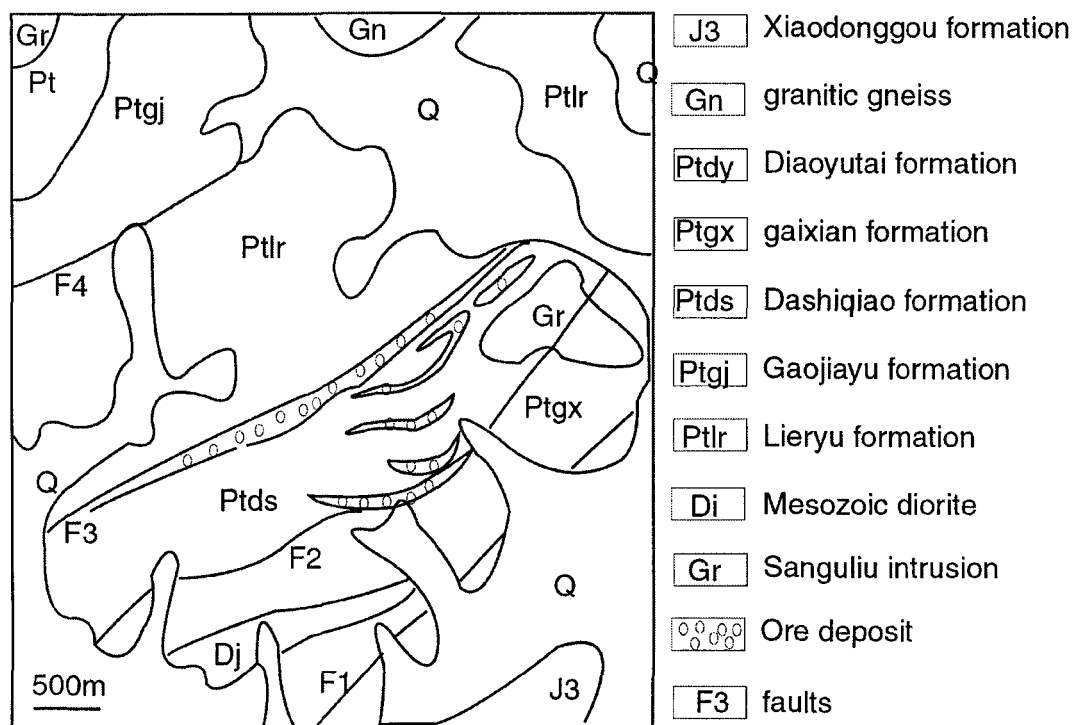 Gr
Gn
Pt
Ptgj
Q
Ptlr
Q
Ptlr
F4
Gr
Ptgx
Q
Ptds
F3
F2
Q
Dj
F1
J3
500m
J3 Xiaodonggou formation
Gn granitic gneiss
Ptdy Diaoyutai formation
Ptgx gaixian formation
Ptds Dashiqiao formation
Ptgj Gaojiayu formation
Ptlr Lieryu formation
Di Mesozoic diorite
Gr Sanguliu intrusion
Ore deposit
F3 faults